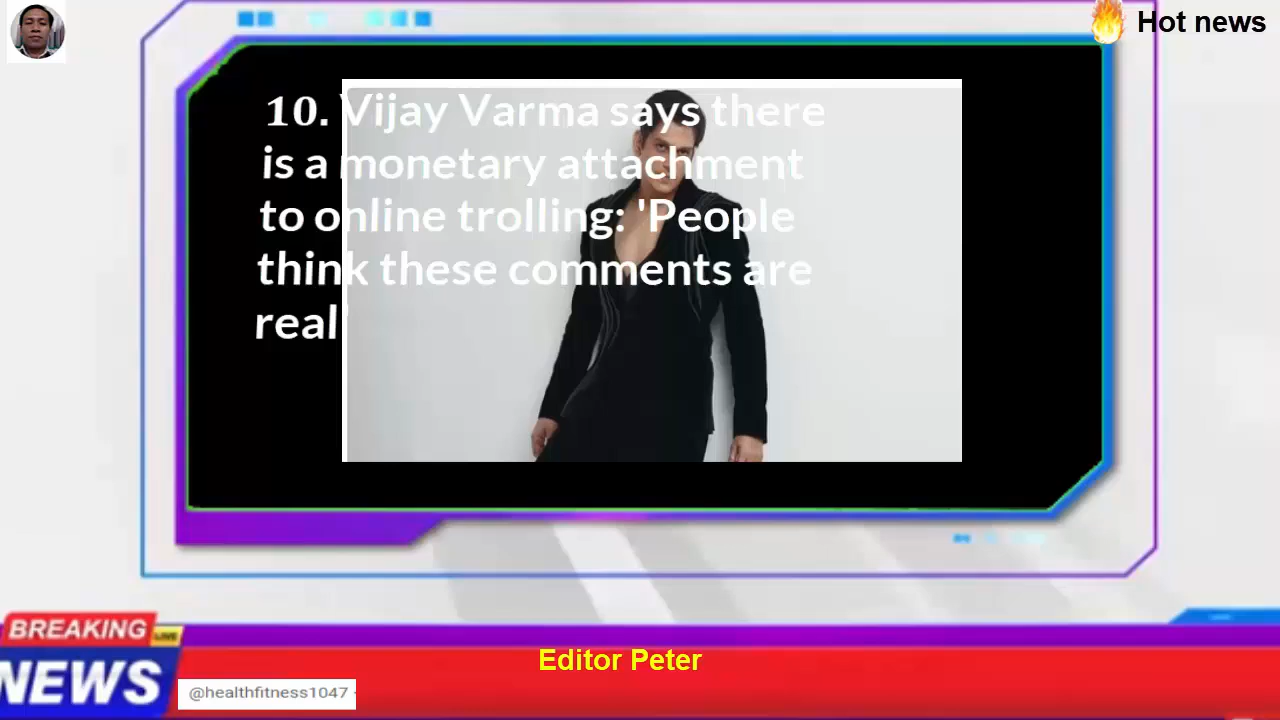 Hot news
10. Vijay Varma says there
is a monetary attachment
to online trolling: 'People
think these comments are
real'
BREAKING
LIVE
NEWS
Editor Peter
@healthfitness1047